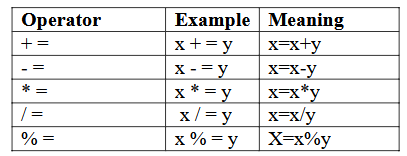 Operator Example Meaning
+ = x + = y x=x+y
- = x - = y x=x-y
* = x * = y x=x*y
/ = x / = y x=x/y
% = x % = y X=x%y